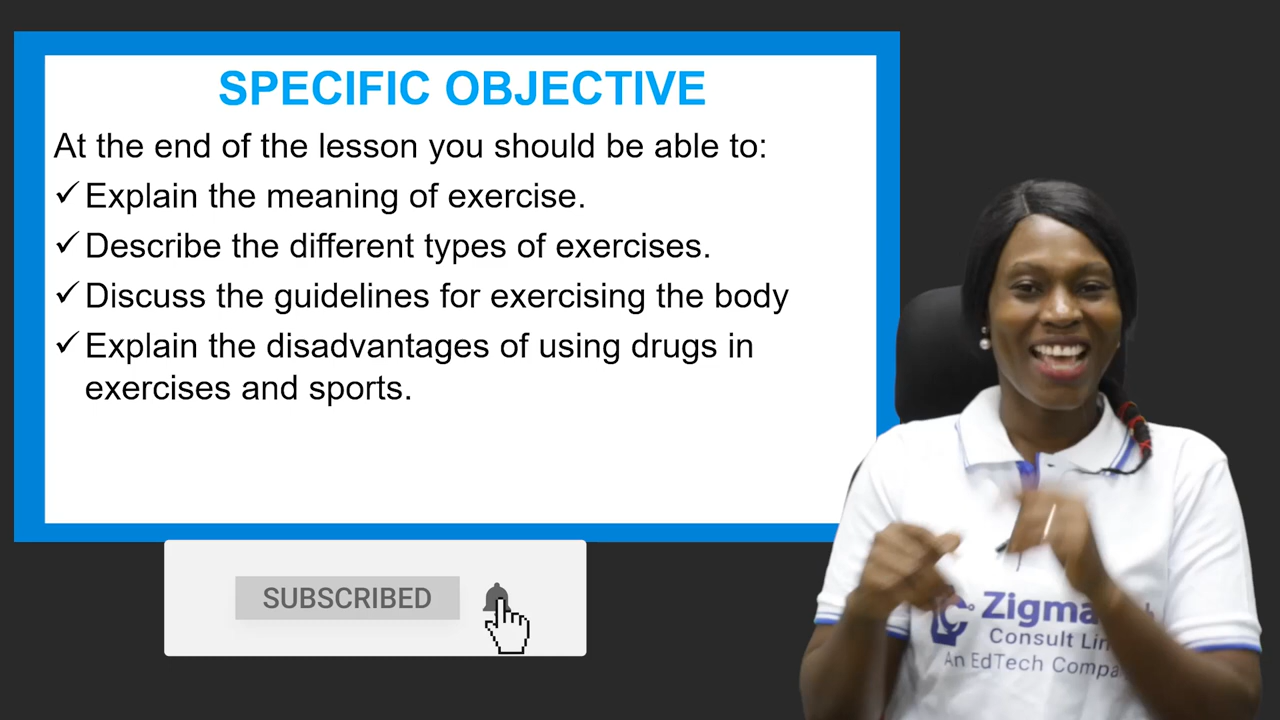 SPECIFIC OBJECTIVE
At the end of the lesson you should be able to:
✓ Explain the meaning of exercise.
✓ Describe the different types of exercises.
✓ Discuss the guidelines for exercising the body
✓ Explain the disadvantages of using drugs in
exercises and sports.
SUBSCRIBED
Consult
An EdTech